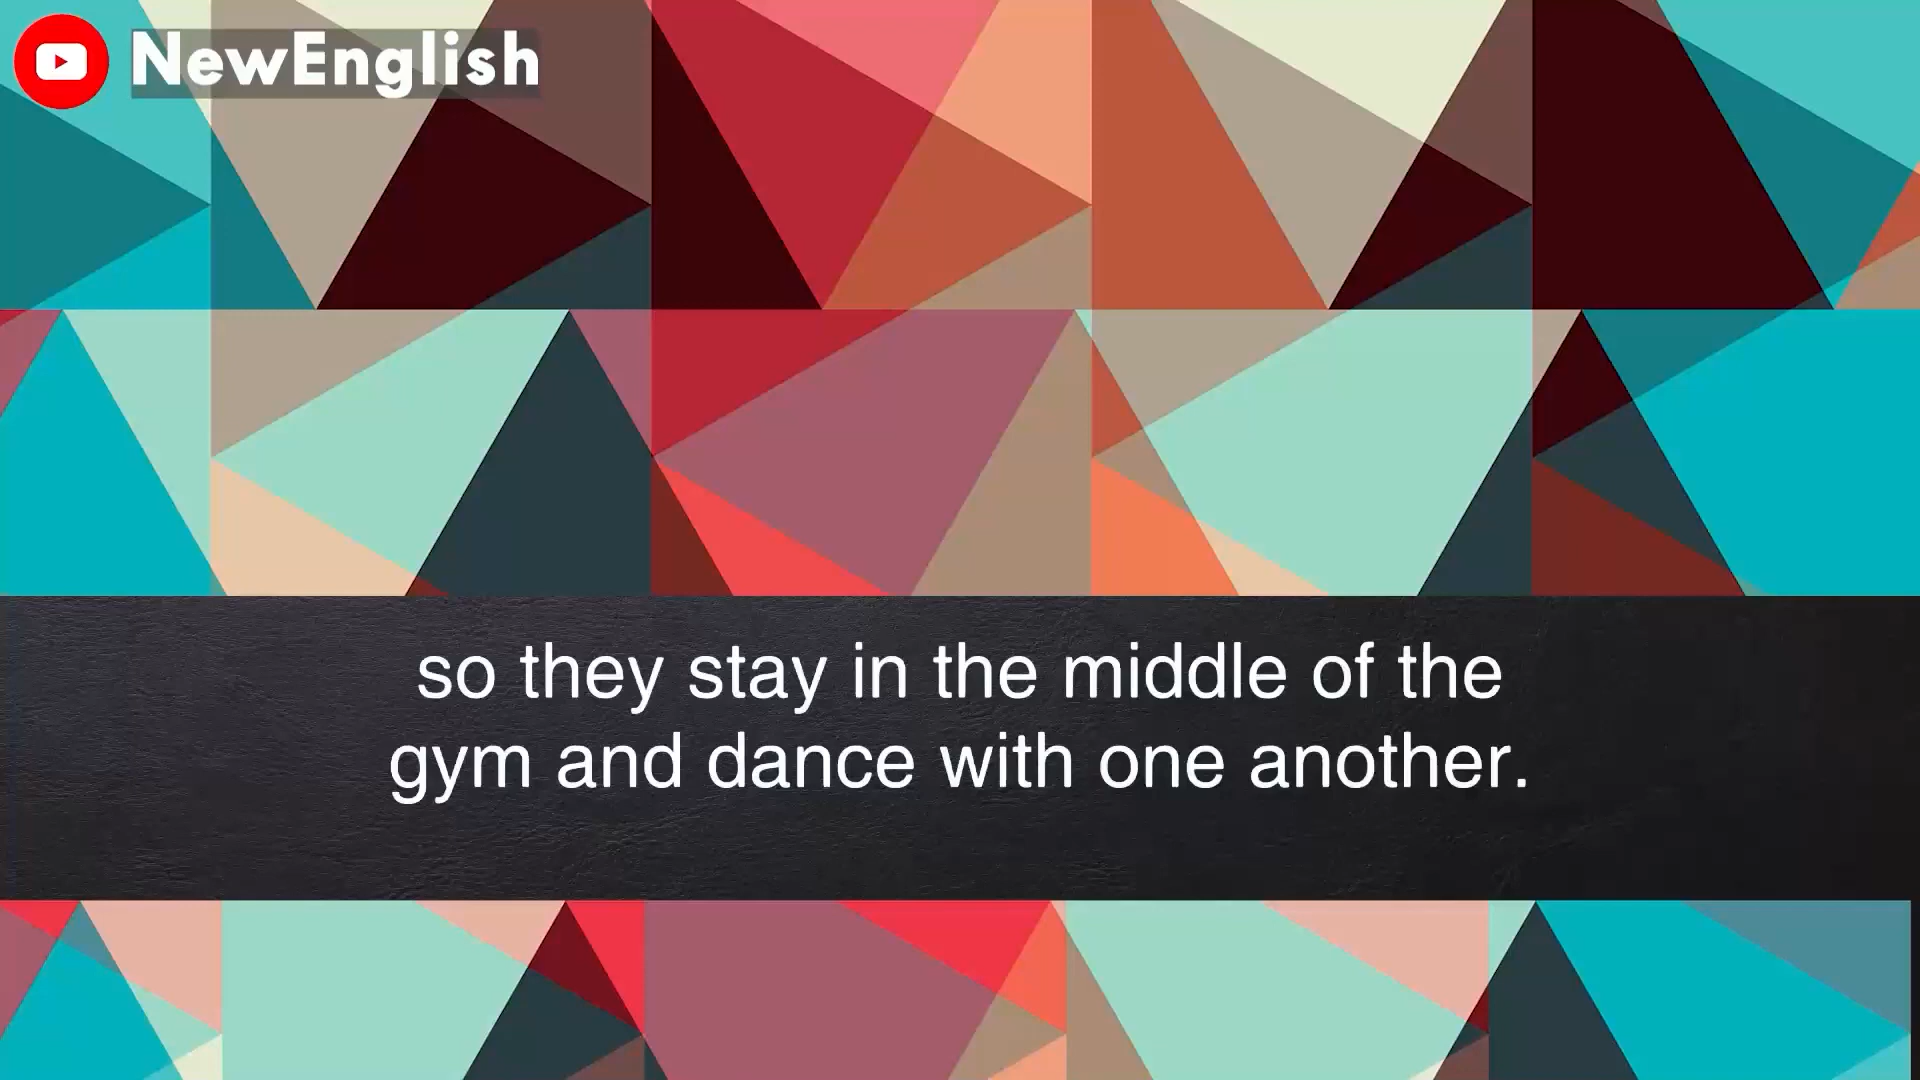 NewEnglish
so they stay in the middle of the
gym and dance with one another.